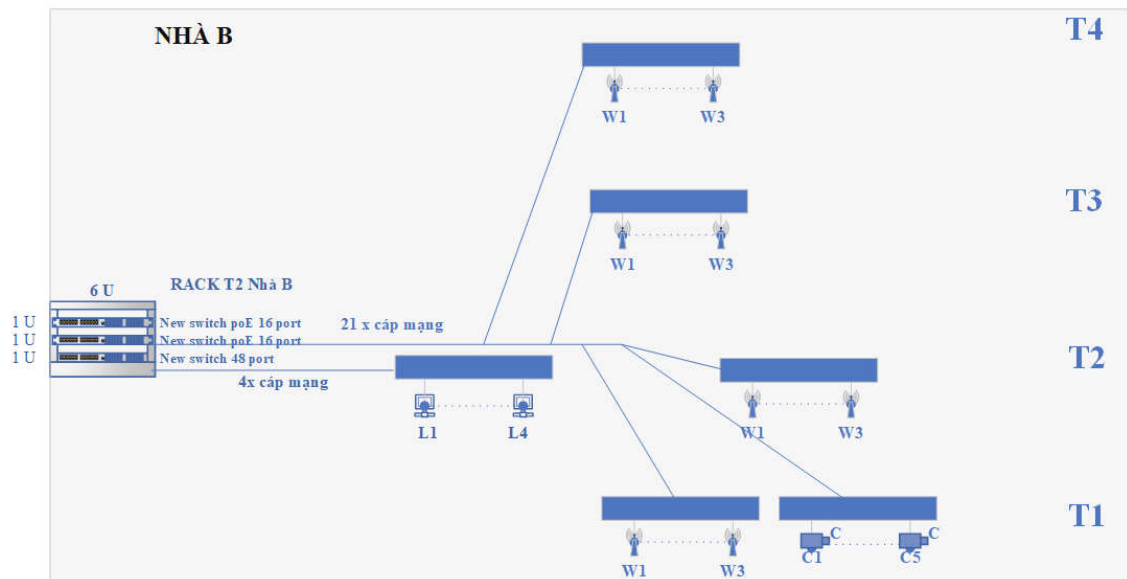 NHÀ B
T4
W1
W3
T3
W1
W3
6 U
RACK T2 Nhà B
1 U
New switch poE 16 port
21 x cáp mạng
1 U
New switch poE 16 port
1 U
New switch 48 port
T2
4x cáp mạng
L1
L4
W1
W3
T1
C
C
W1
W3
C1
C5